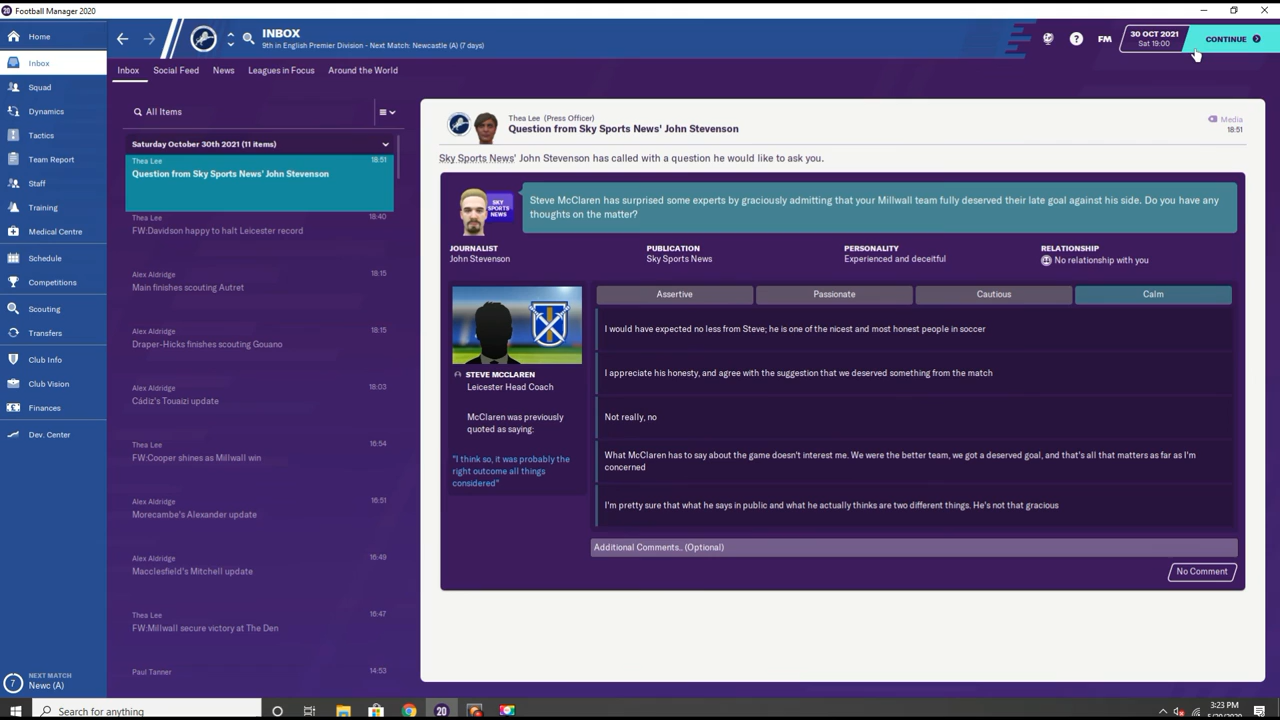 Football Manager 2020
Home
Inbox
Squad
Dynamics
Tactics
Team Report
Staff
Training
Medical Centre
Schedule
Competitions
Scouting
Transfers
Club Info
Club Vision
Finances
Dev. Center
7
NEXT MATCH
Newc (A)
INBOX
9th in English Premier Division - Next Match: Newcastle (A) (7 days)
?
FM
30 OCT 2021
Sat 19:00
CONTINUE
Inbox
Social Feed
News
Leagues in Focus
Around the World
All Items
Saturday October 30th 2021 (11 items)
Thea Lee 18:51
Question from Sky Sports News' John Stevenson
Thea Lee 18:40
FW:Davidson happy to halt Leicester record
Alex Aldridge 18:15
Main finishes scouting Autret
Alex Aldridge 18:15
Draper-Hicks finishes scouting Gouano
Alex Aldridge 18:03
Cádiz's Touaizi update
Thea Lee 16:54
FW:Cooper shines as Millwall win
Alex Aldridge 16:51
Morecambe's Alexander update
Alex Aldridge 16:49
Macclesfield's Mitchell update
Thea Lee 16:47
FW:Millwall secure victory at The Den
Paul Tanner 14:53
Thea Lee (Press Officer)
Question from Sky Sports News' John Stevenson
Media
18:51
Sky Sports News' John Stevenson has called with a question he would like to ask you.
SKY SPORTS NEWS
Steve McClaren has surprised some experts by graciously admitting that your Millwall team fully deserved their late goal against his side. Do you have any
thoughts on the matter?
JOURNALIST
John Stevenson
PUBLICATION
Sky Sports News
PERSONALITY
Experienced and deceitful
RELATIONSHIP
No relationship with you
STEVE MCCLAREN
Leicester Head Coach
McClaren was previously
quoted as saying:
"I think so, it was probably the
right outcome all things
considered"
Assertive
Passionate
Cautious
Calm
I would have expected no less from Steve; he is one of the nicest and most honest people in soccer
I appreciate his honesty, and agree with the suggestion that we deserved something from the match
Not really, no
What McClaren has to say about the game doesn't interest me. We were the better team, we got a deserved goal, and that's all that matters as far as I'm
concerned
I'm pretty sure that what he says in public and what he actually thinks are two different things. He's not that gracious
Additional Comments.. (Optional)
No Comment
Search for anything
20
3:23 PM